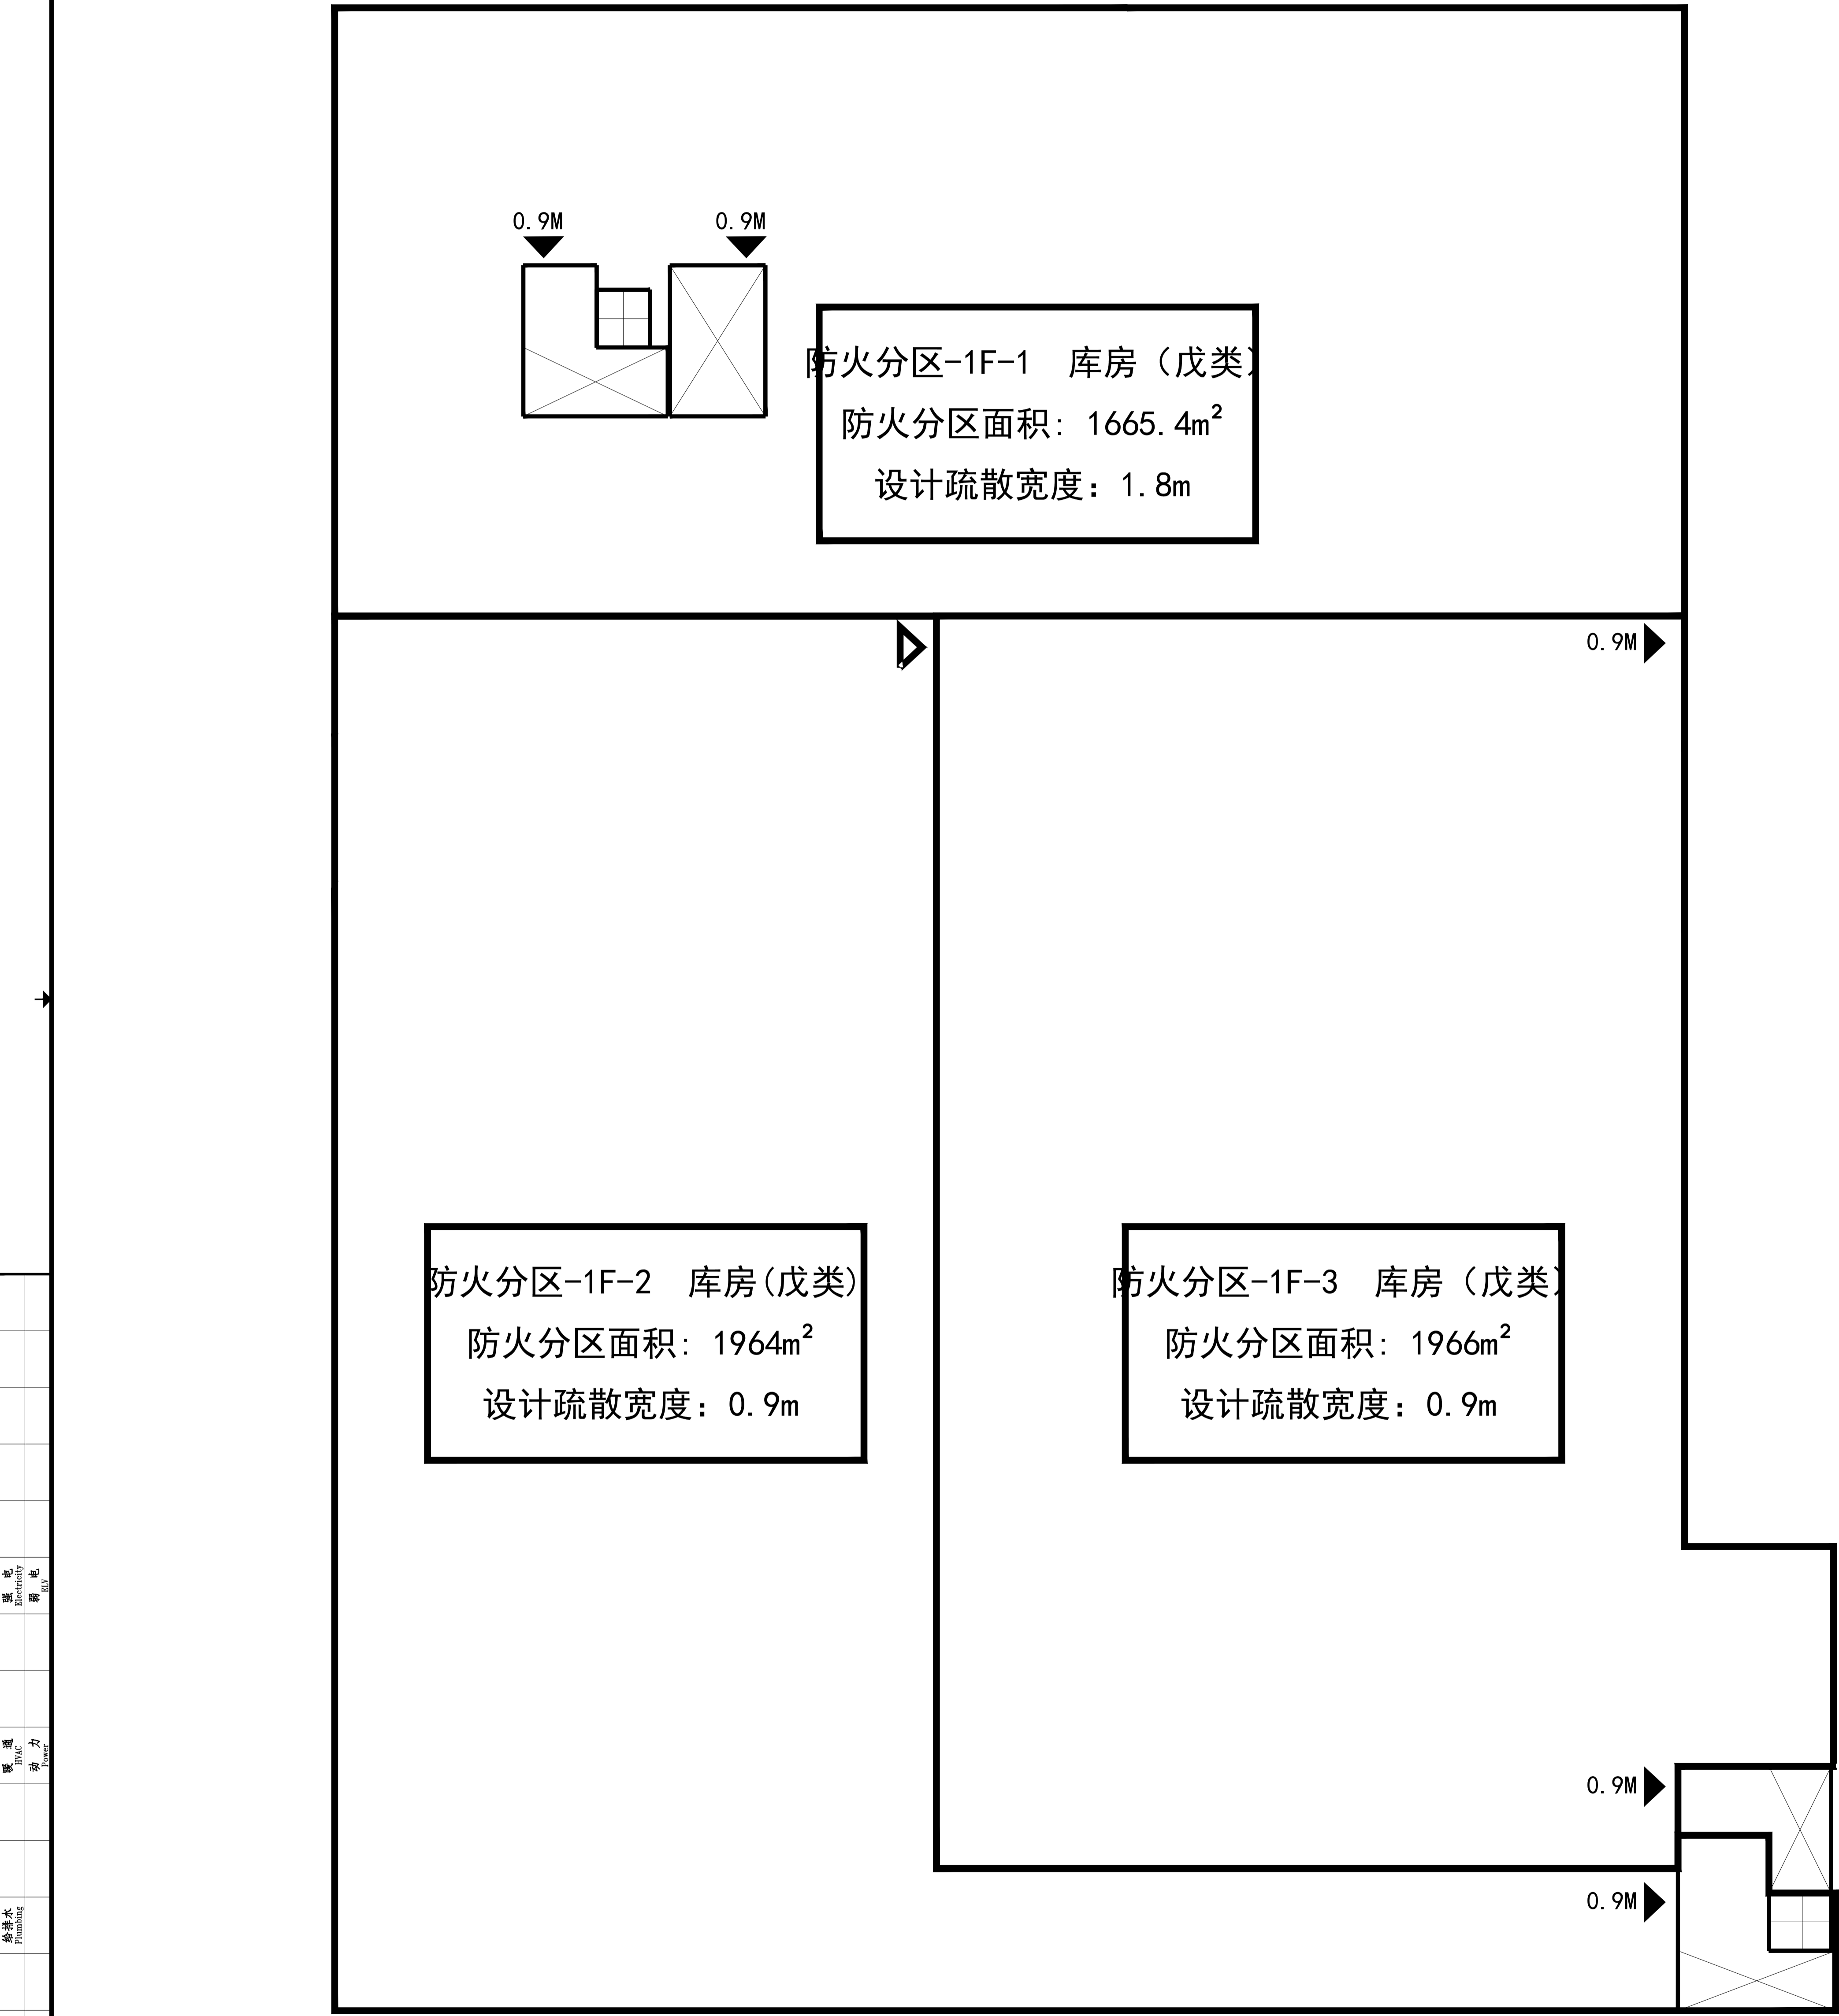 0.9M
0.9M
防火分区-1F-1 库房（戊类）
防火分区面积: 1665.4m²
设计疏散宽度：1.8m
0.9M
防火分区-1F-2 库房(戊类)
防火分区面积: 1964m²
设计疏散宽度：0.9m
防火分区-1F-3 库房（戊类）
防火分区面积: 1966m²
设计疏散宽度：0.9m
0.9M
0.9M
强 电
Electricity
弱 电
ELV
暖 通
HVAC
动 力
Power
给排水
Plumbing